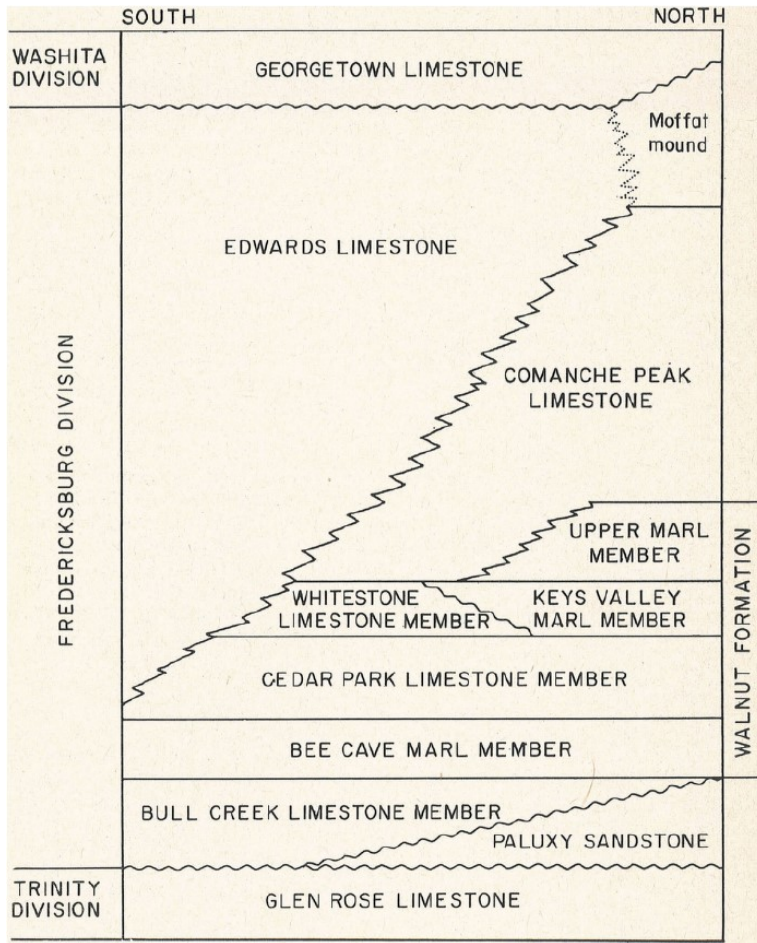 SOUTH
NORTH
WASHITA
DIVISION
GEORGETOWN LIMESTONE
Moffat
mound
EDWARDS LIMESTONE
FREDERICKSBURG DIVISION
COMANCHE PEAK
LIMESTONE
UPPER MARL
MEMBER
WHITESTONE
LIMESTONE MEMBER
KEYS VALLEY
MARL MEMBER
WALNUT FORMATION
CEDAR PARK LIMESTONE MEMBER
BEE CAVE MARL MEMBER
BULL CREEK LIMESTONE MEMBER
PALUXY SANDSTONE
TRINITY
DIVISION
GLEN ROSE LIMESTONE